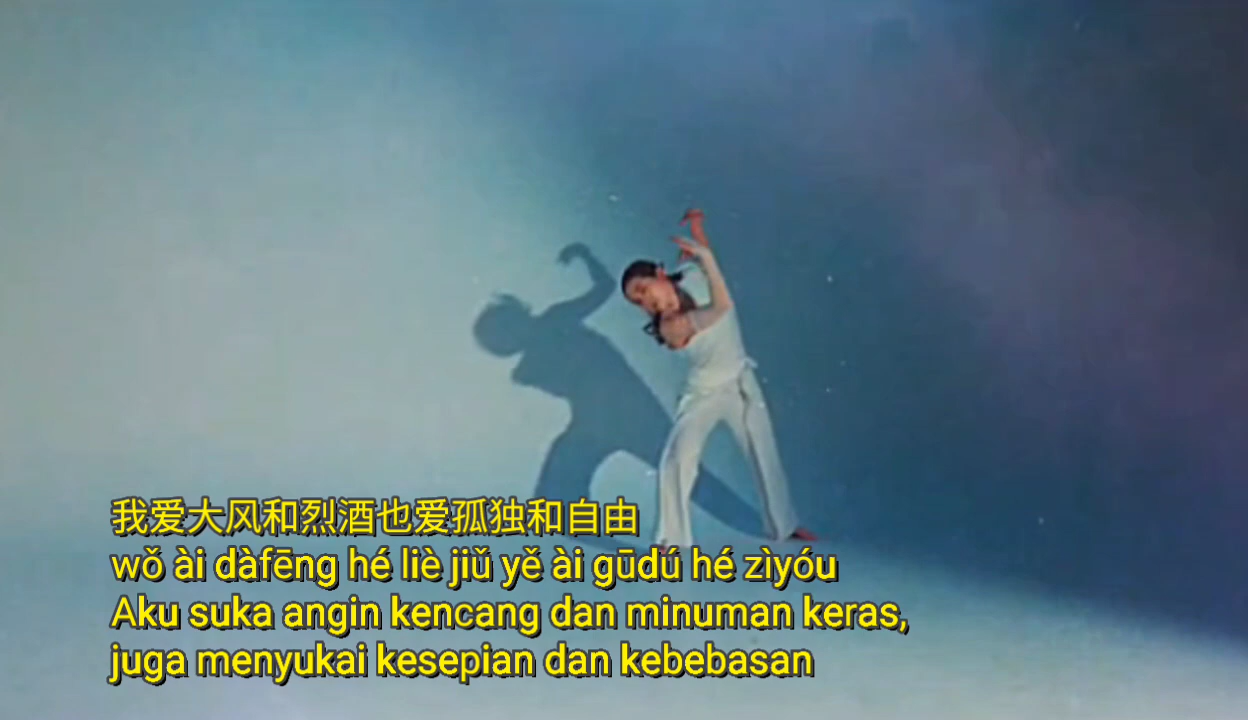 我爱大风和烈酒也爱孤独和自由
wǒ ài dàfēng hé liè jiǔ yě ài gūdú hé zìyóu
Aku suka angin kencang dan minuman keras,
juga menyukai kesepian dan kebebasan